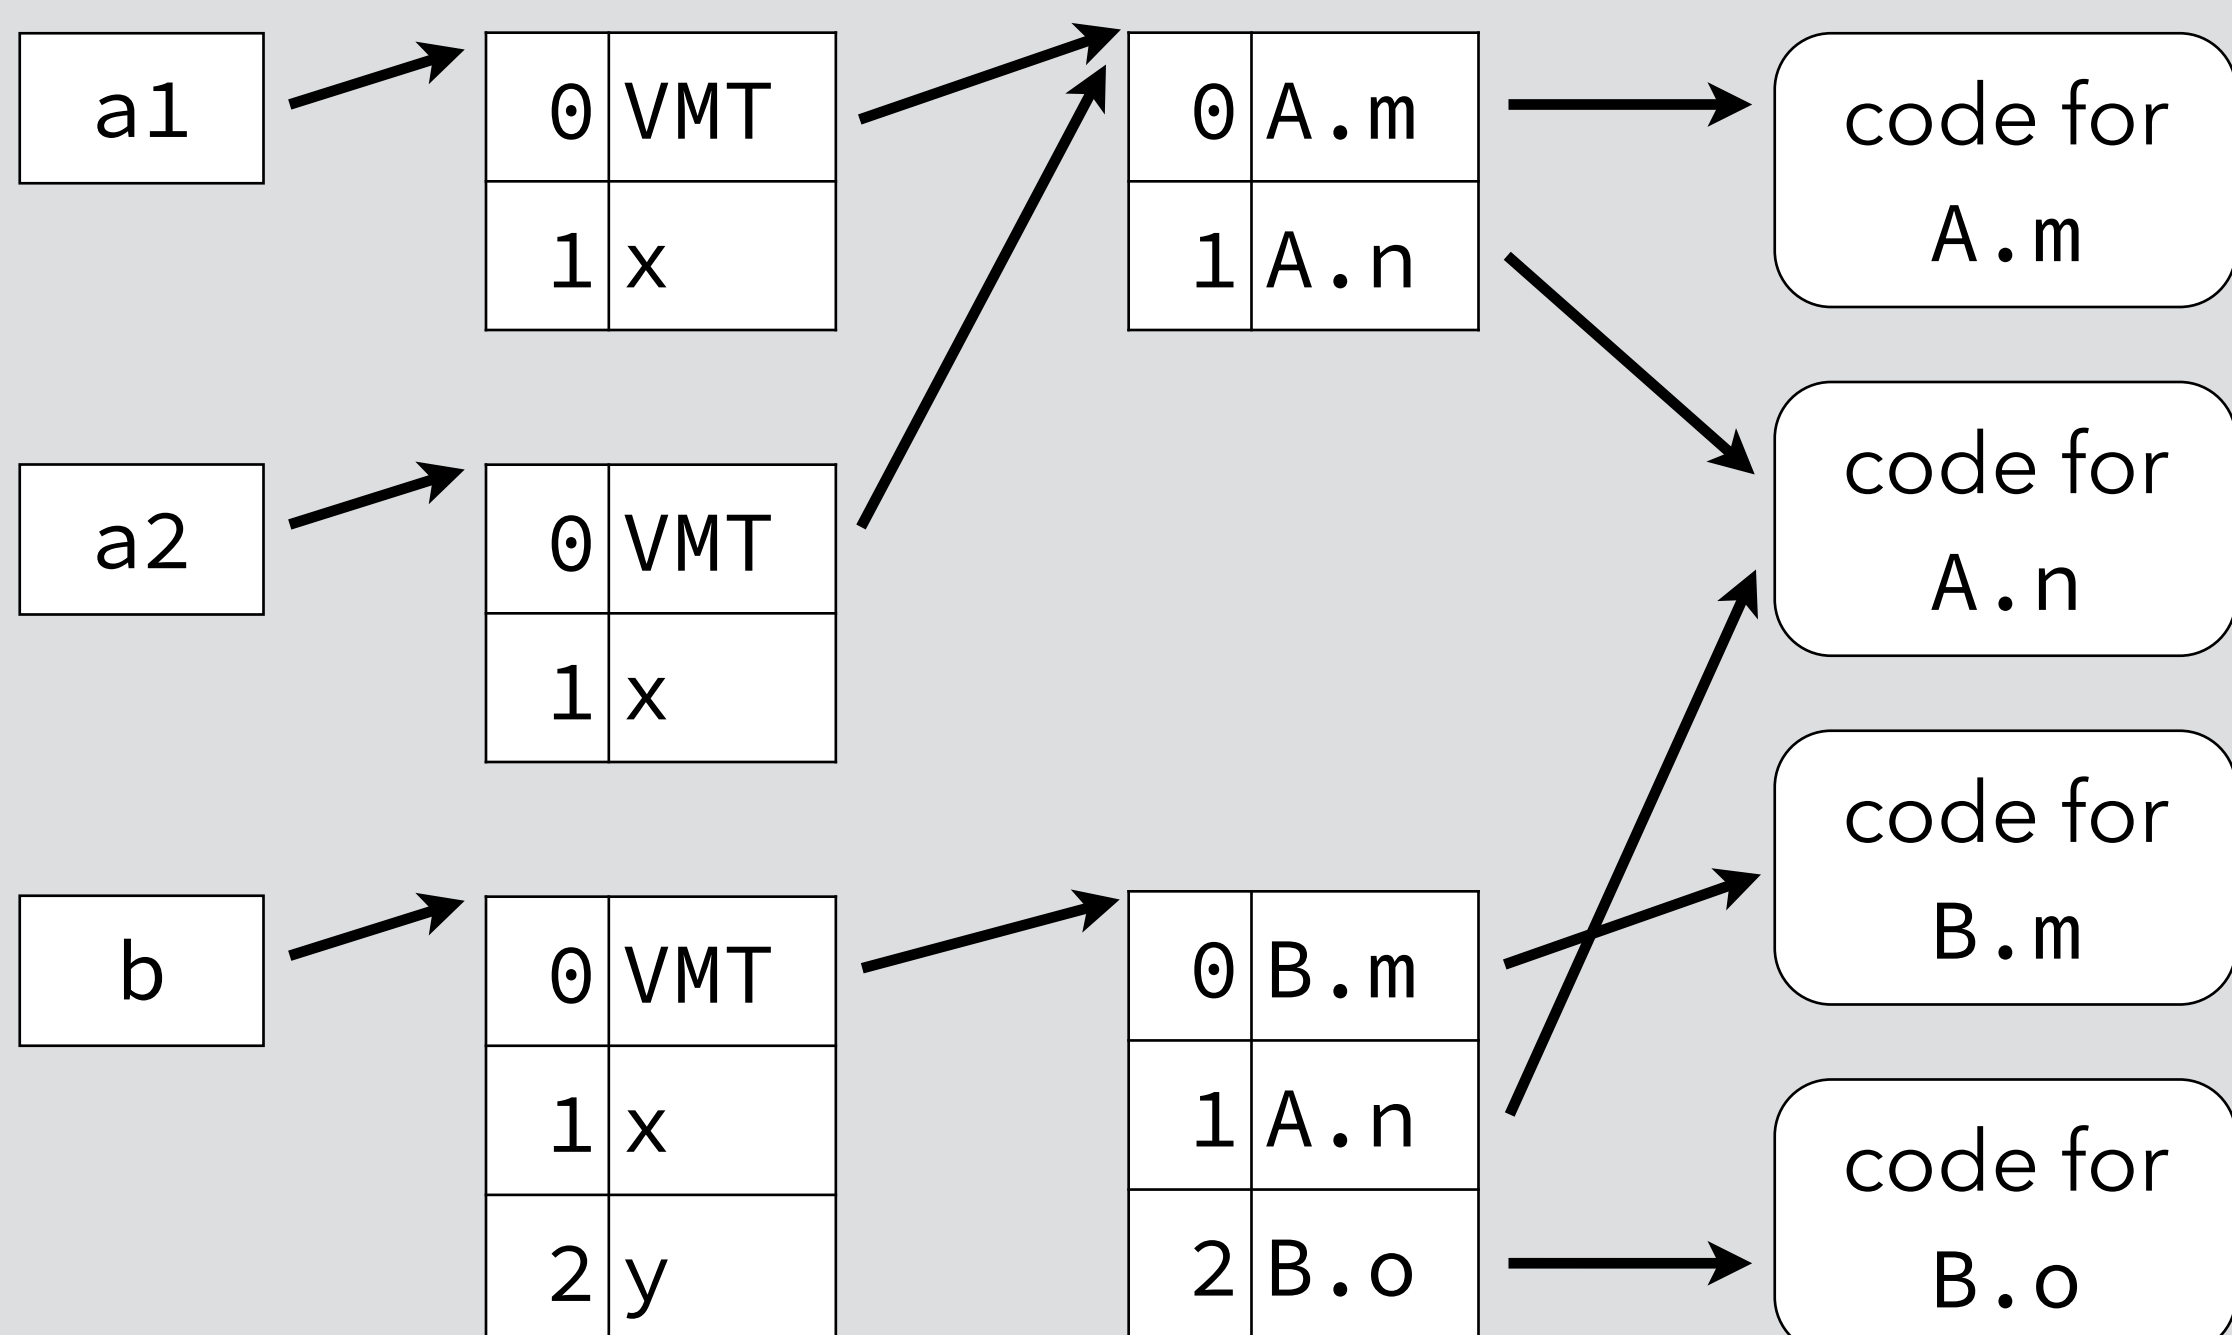 a1
0 VMT
1 x
0 A.m
1 A.n
code for
A.m
a2
0 VMT
1 x
code for
A.n
b
0 VMT
1 x
2 y
0 B.m
1 A.n
2 B.o
code for
B.m
code for
B.o